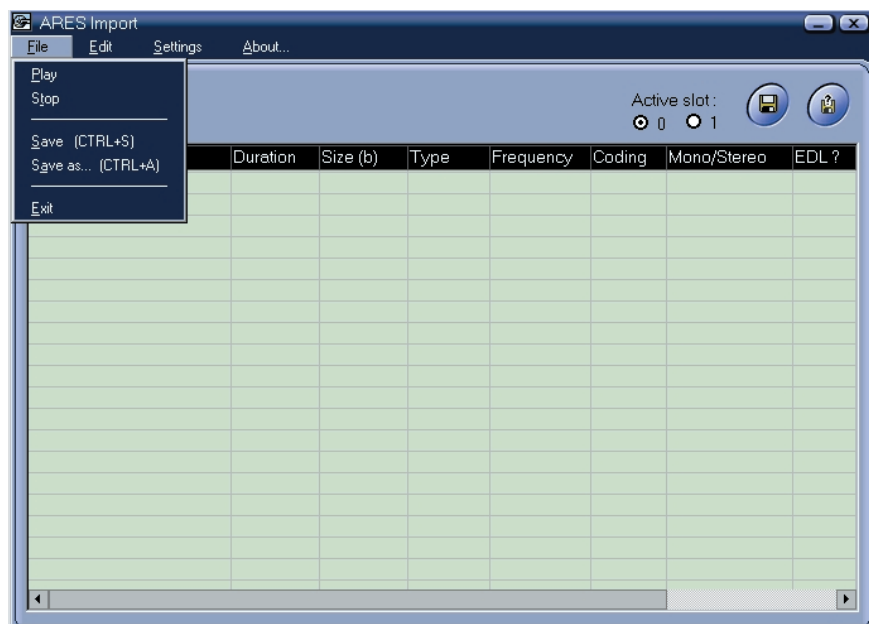 ARES Import
File Edit Settings About...
Play
Stop
Save (CTRL+S)
Save as... (CTRL+A)
Exit
Active slot :
0 1
Duration Size (b) Type Frequency Coding Mono/Stereo EDL ?